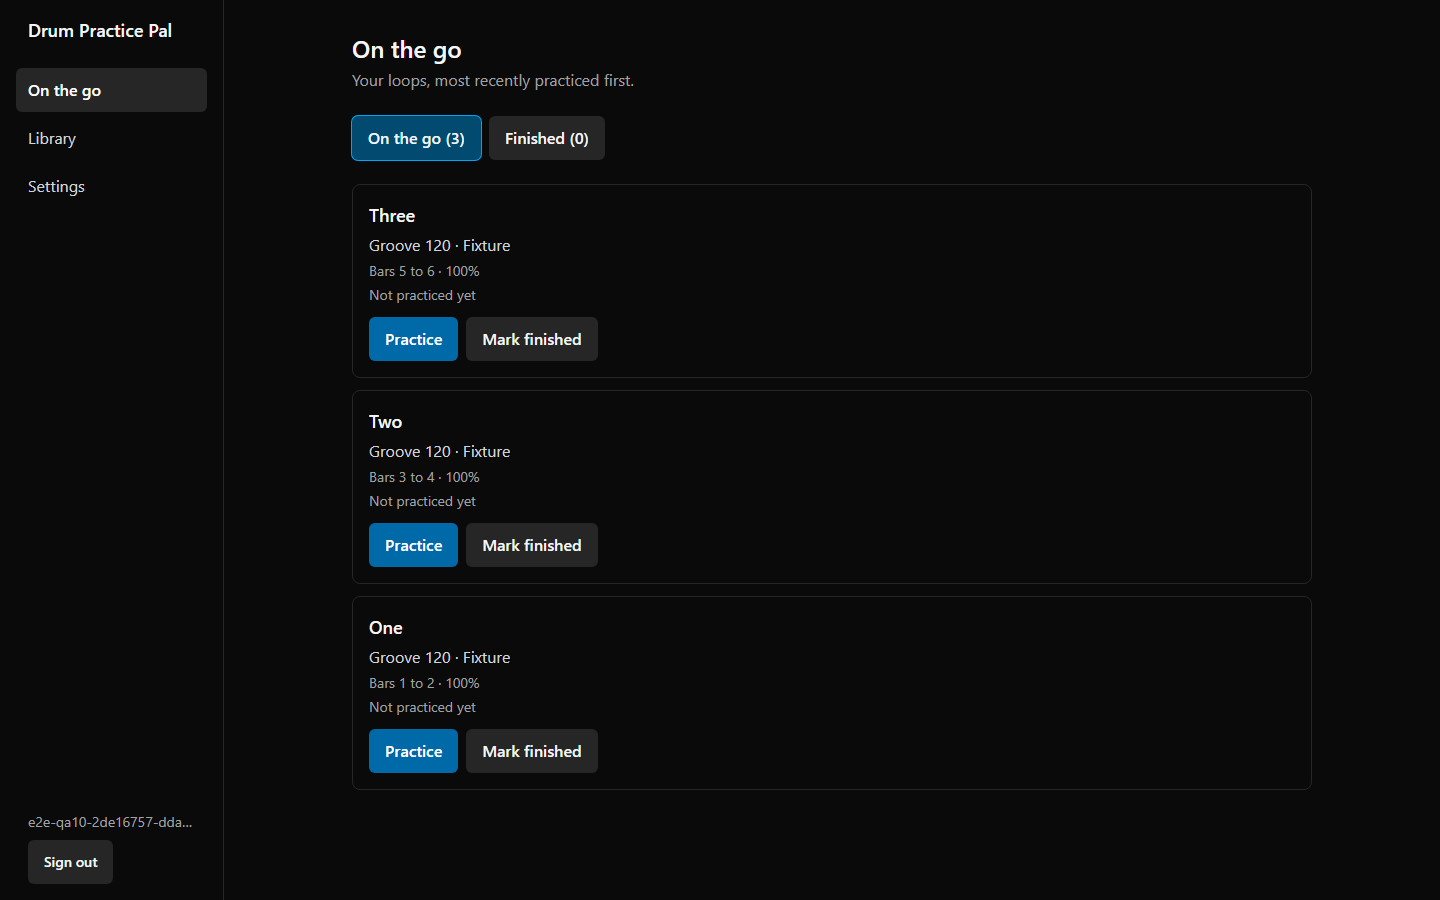 Drum Practice Pal
On the go
Library
Settings
e2e-qa10-2de16757-dda...
Sign out
On the go
Your loops, most recently practiced first.
On the go (3)
Finished (0)
Three
Groove 120 · Fixture
Bars 5 to 6 · 100%
Not practiced yet
Practice
Mark finished
Two
Groove 120 · Fixture
Bars 3 to 4 · 100%
Not practiced yet
Practice
Mark finished
One
Groove 120 · Fixture
Bars 1 to 2 · 100%
Not practiced yet
Practice
Mark finished